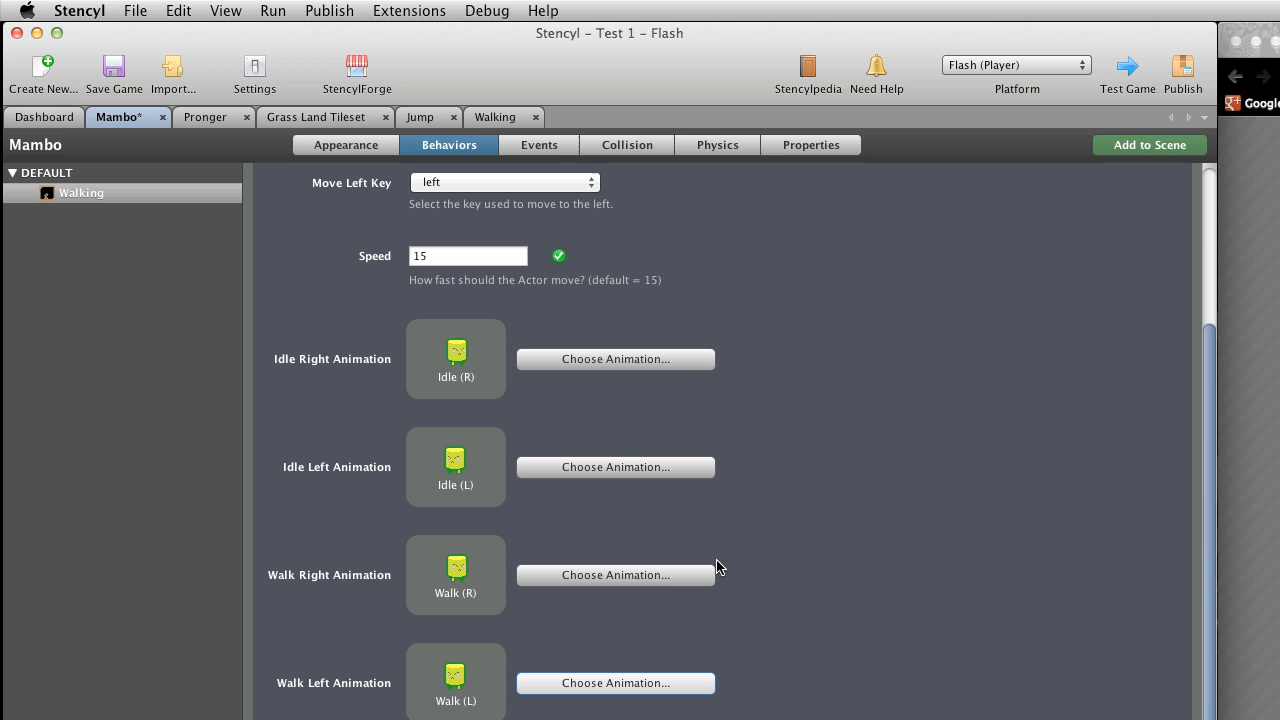 Stencyl File Edit View Run Publish Extensions Debug Help
Stencyl – Test 1 – Flash
Create New... Save Game Import... Settings StencylForge Stencylpedia Need Help Flash (Player) Platform Test Game Publish
Dashboard Mambo* Pronger Grass Land Tileset Jump Walking
Google
Mambo Appearance Behaviors Events Collision Physics Properties Add to Scene
DEFAULT
Walking
Move Left Key left
Select the key used to move to the left.
Speed 15
How fast should the Actor move? (default = 15)
Idle Right Animation Idle (R) Choose Animation...
Idle Left Animation Idle (L) Choose Animation...
Walk Right Animation Walk (R) Choose Animation...
Walk Left Animation Walk (L) Choose Animation...